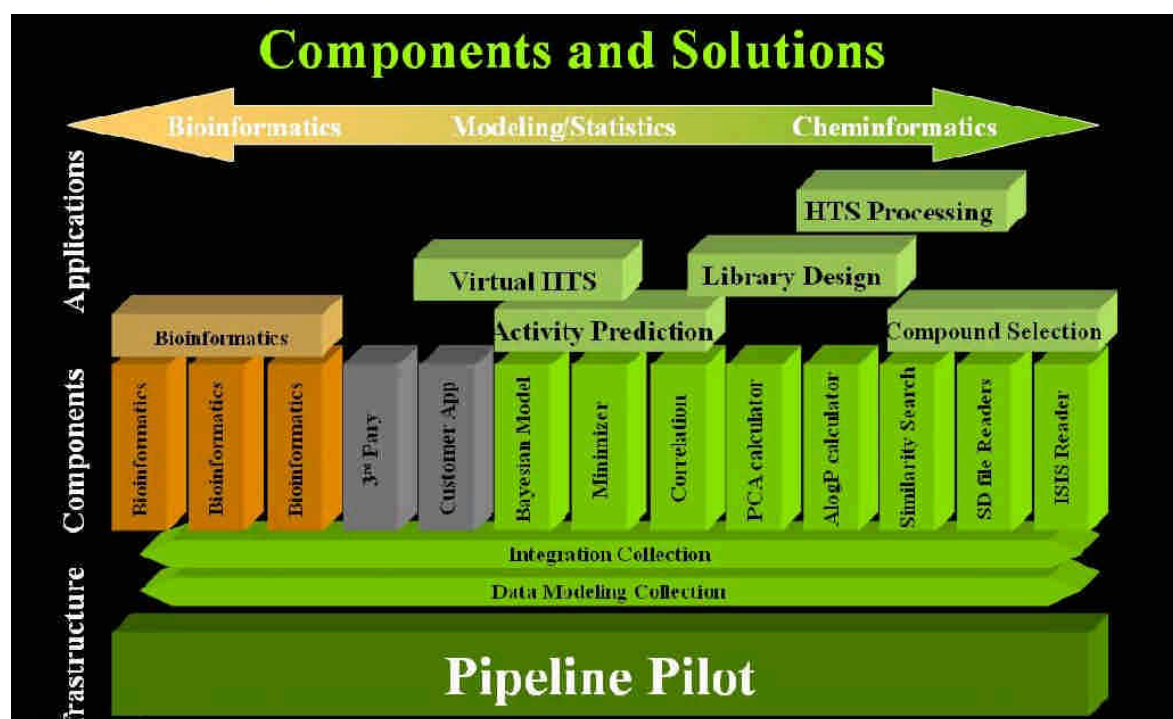 Components and Solutions
Bioinformatics Modeling/Statistics Cheminformatics
Applications
HTS Processing
Virtual HTS
Library Design
Bioinformatics
Activity Prediction
Compound Selection
Components
Bioinformatics
Bioinformatics
Bioinformatics
3rd Pary
Customer App
Bayesian Model
Minimizer
Correlation
PCA calculator
AlogP calculator
Similarity Search
SD file Readers
ISIS Reader
Integration Collection
Data Modeling Collection
frastructure
Pipeline Pilot